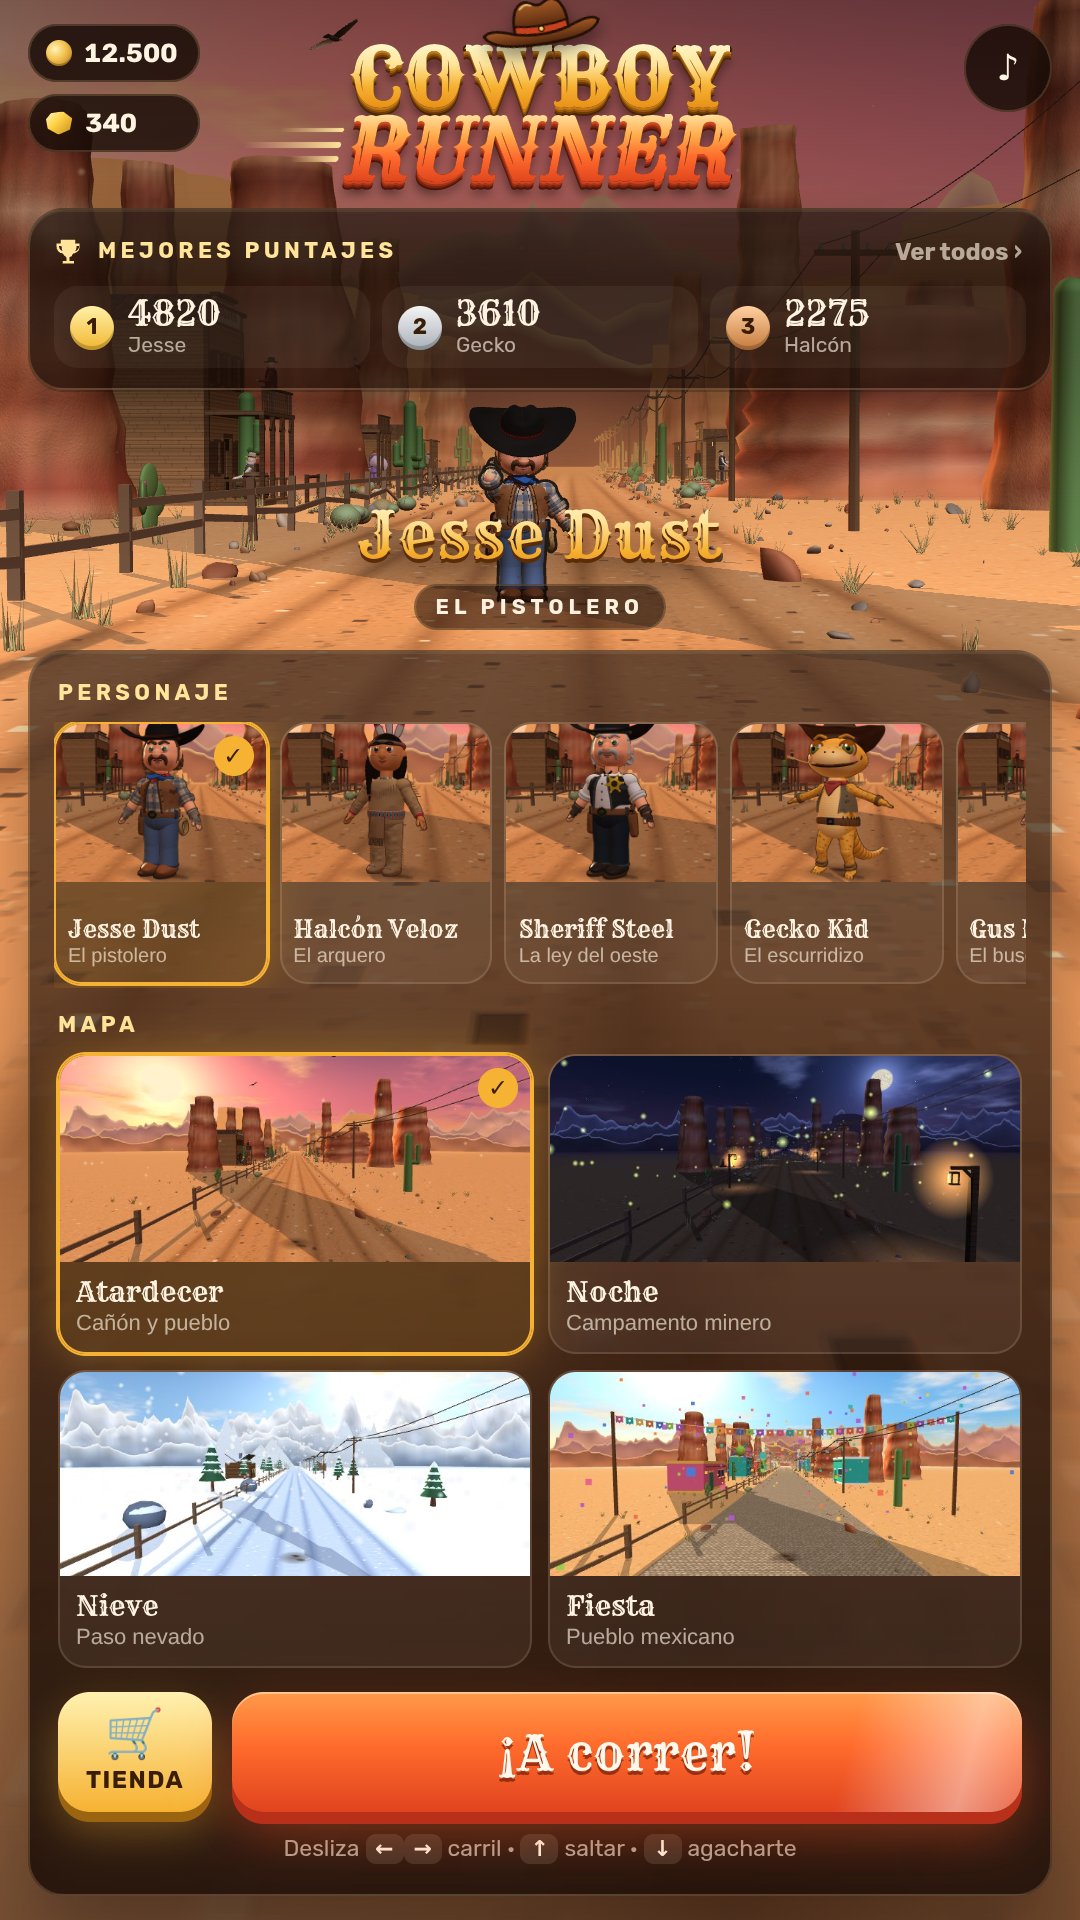 12.500
340
COWBOY
RUNNER
♪
MEJORES PUNTAJES
Ver todos ›
1 4820
Jesse
2 3610
Gecko
3 2275
Halcón
Jesse Dust
EL PISTOLERO
PERSONAJE
Jesse Dust
El pistolero
Halcón Veloz
El arquero
Sheriff Steel
La ley del oeste
Gecko Kid
El escurridizo
Gus
El bus
MAPA
Atardecer
Cañón y pueblo
Noche
Campamento minero
Nieve
Paso nevado
Fiesta
Pueblo mexicano
TIENDA
¡A correr!
Desliza ← → carril • ↑ saltar • ↓ agacharte